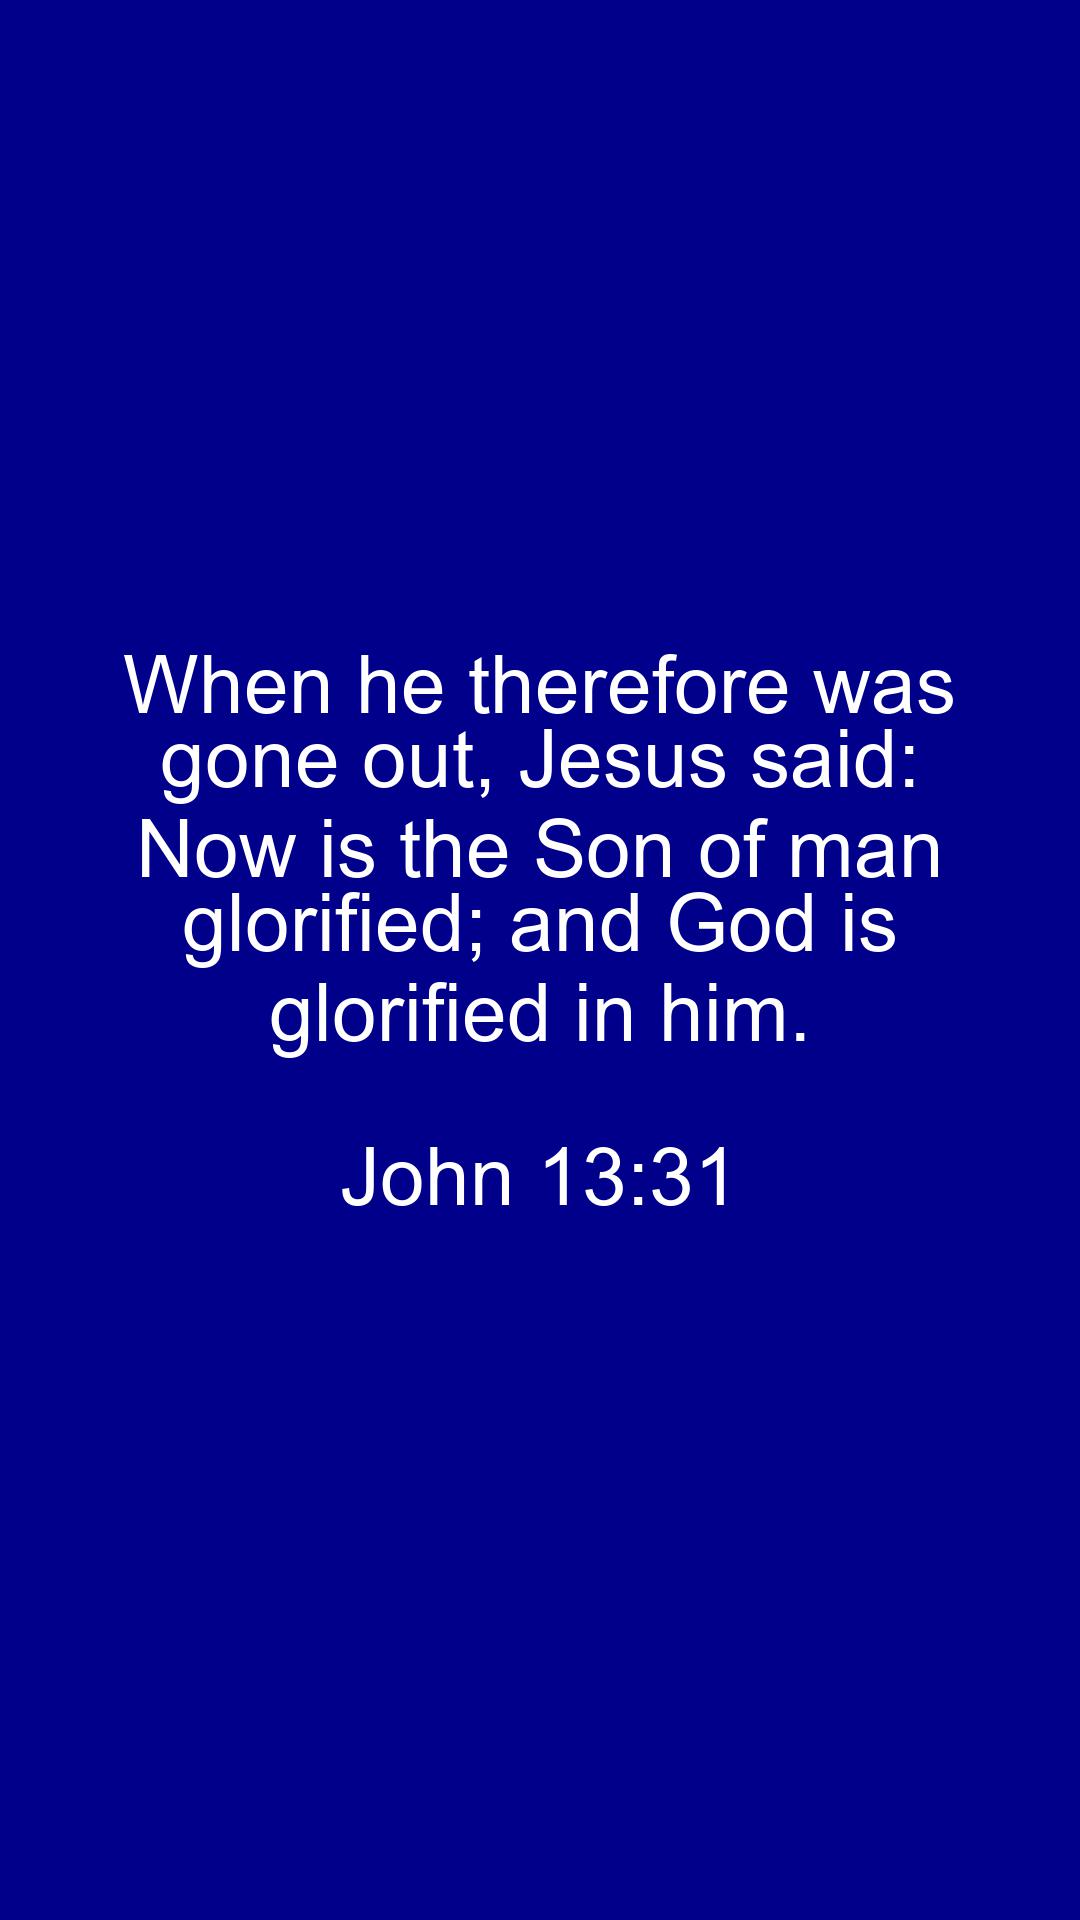 When he therefore was
gone out, Jesus said:
Now is the Son of man
glorified; and God is
glorified in him.
John 13:31